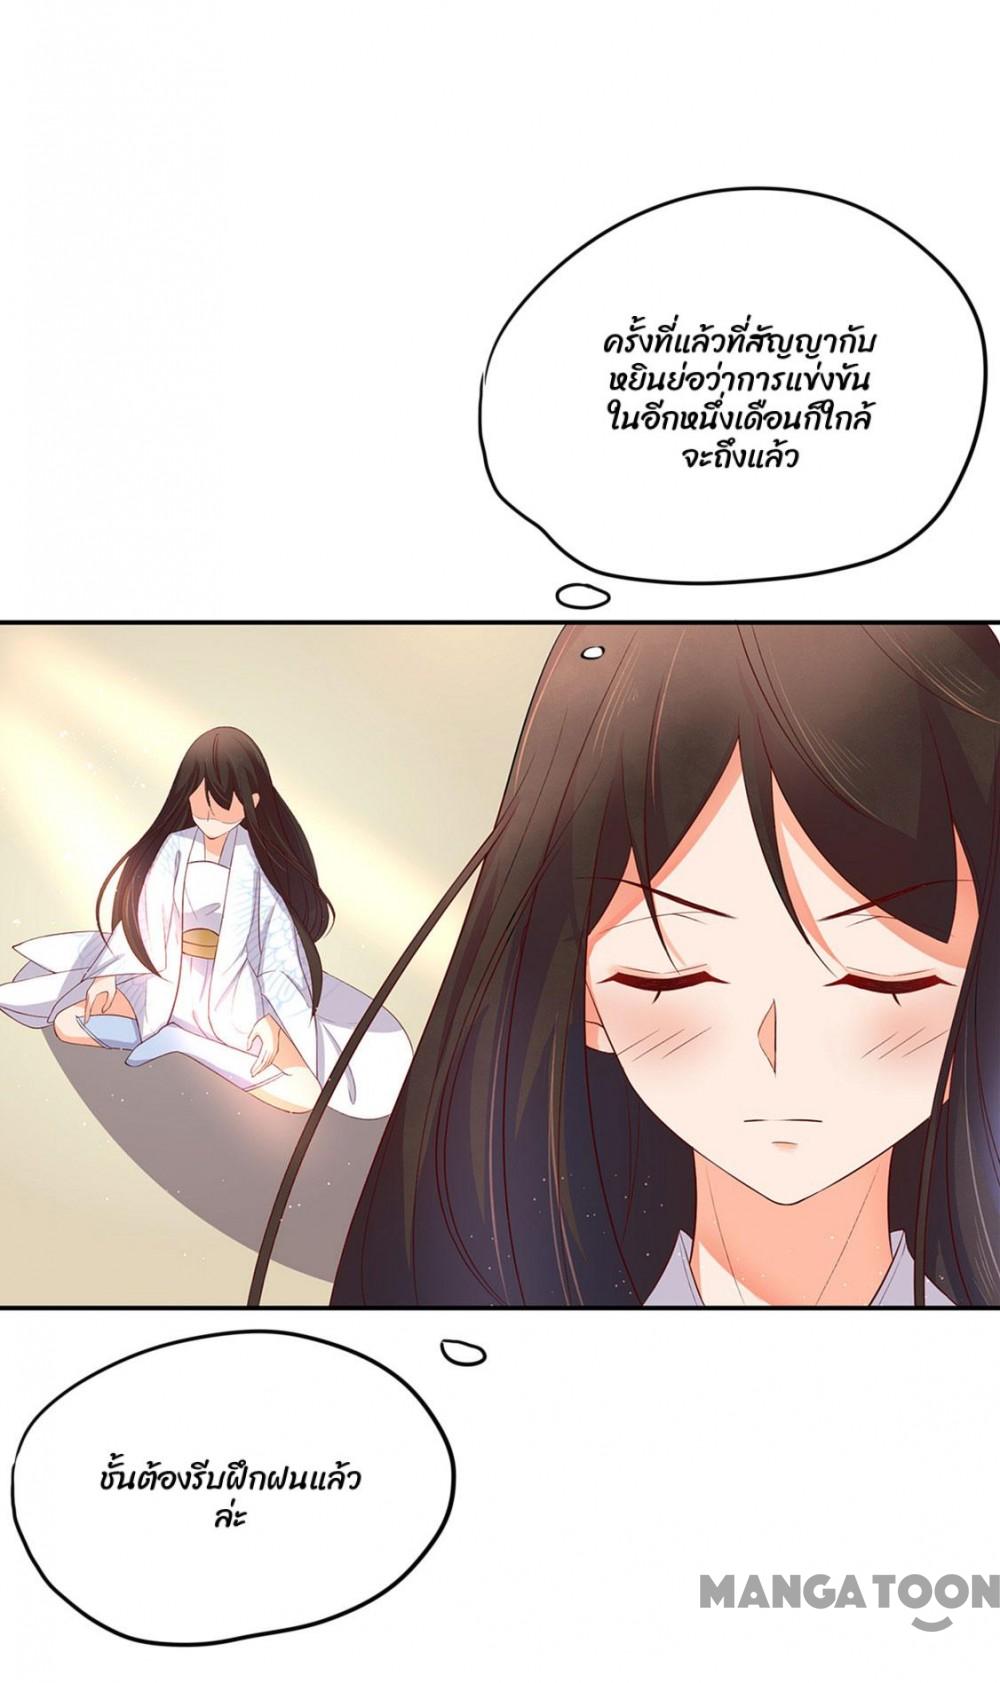 ครั้งที่แล้วที่สัญญากับ
หยินย่อว่าการแข่งขัน
ในอีกหนึ่งเดือนก็ใกล้
จะถึงแล้ว
ชั้นต้องรีบฝึกฝนแล้ว
ล่ะ
MANGATOON